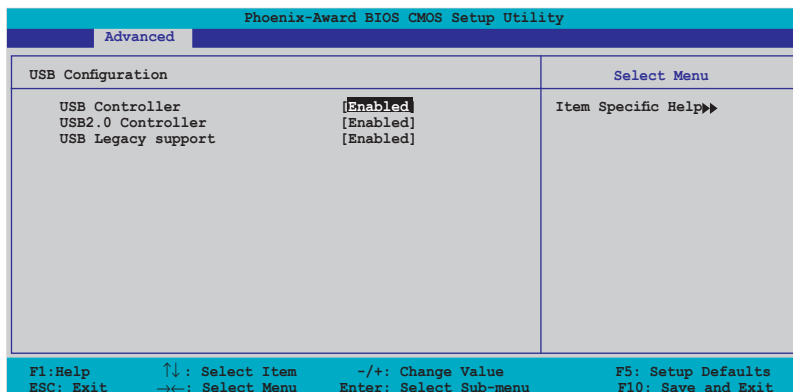 Phoenix-Award BIOS CMOS Setup Utility
Advanced
USB Configuration
Select Menu
USB Controller [Enabled]
USB2.0 Controller [Enabled]
USB Legacy support [Enabled]
Item Specific Help▶▶
F1:Help ↑↓: Select Item -/+: Change Value F5: Setup Defaults
ESC: Exit →←: Select Menu Enter: Select Sub-menu F10: Save and Exit